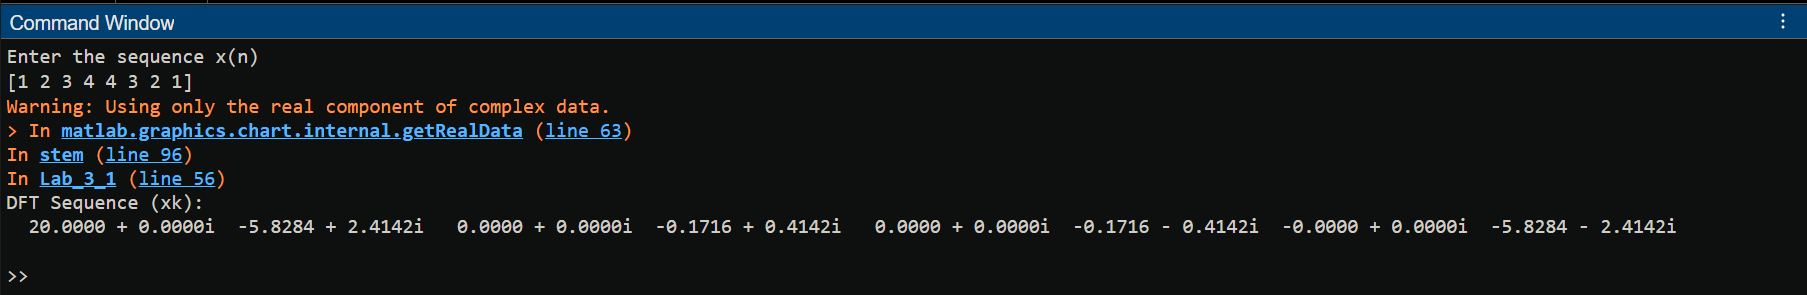 Command Window
Enter the sequence x(n)
[1 2 3 4 4 3 2 1]
Warning: Using only the real component of complex data.
> In matlab.graphics.chart.internal.getRealData (line 63)
In stem (line 96)
In Lab_3_1 (line 56)
DFT Sequence (xk):
20.0000 + 0.0000i  -5.8284 + 2.4142i   0.0000 + 0.0000i  -0.1716 + 0.4142i   0.0000 + 0.0000i  -0.1716 - 0.4142i  -0.0000 + 0.0000i  -5.8284 - 2.4142i
>>